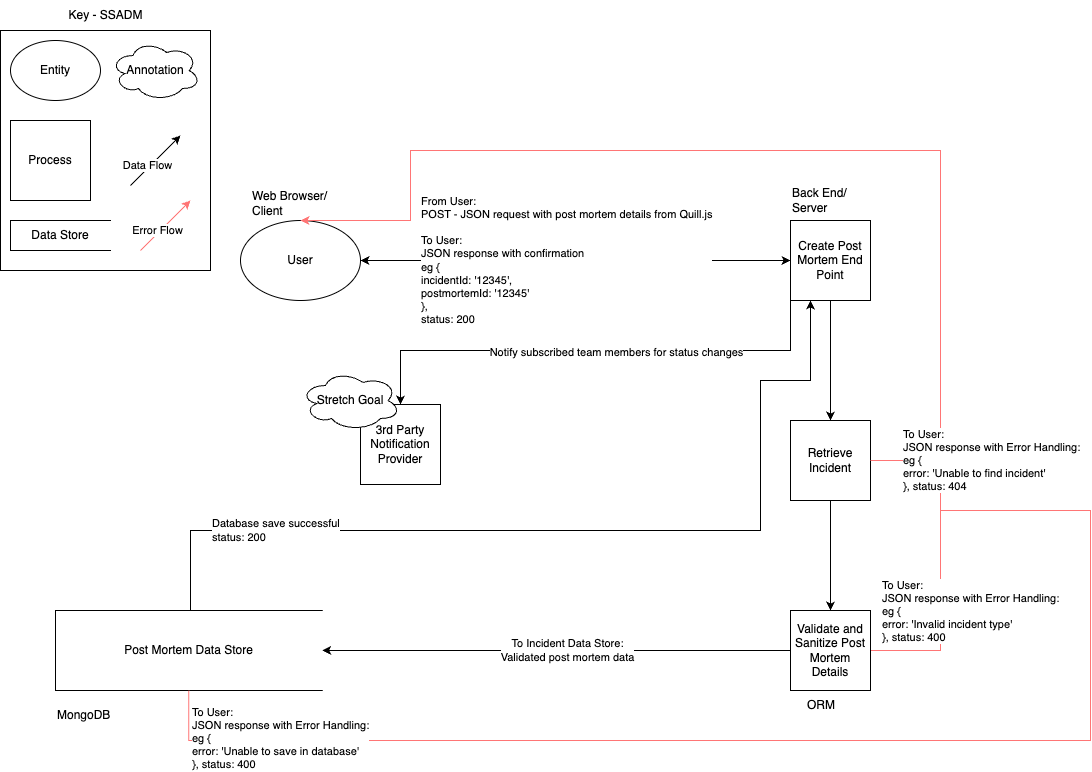 Key - SSADM
Entity
Annotation
Process
Data Flow
Data Store
Error Flow
Web Browser/
Client
User
From User:
POST - JSON request with post mortem details from Quill.js
To User:
JSON response with confirmation
eg {
incidentId: '12345',
postmortemId: '12345'
},
status: 200
Back End/
Server
Create Post
Mortem End
Point
Notify subscribed team members for status changes
Stretch Goal
3rd Party
Notification
Provider
Retrieve
Incident
To User:
JSON response with Error Handling:
eg {
error: 'Unable to find incident'
}, status: 404
Database save successful
status: 200
To User:
JSON response with Error Handling:
eg {
error: 'Invalid incident type'
}, status: 400
Validate and
Sanitize Post
Mortem
Details
ORM
To Incident Data Store:
Validated post mortem data
Post Mortem Data Store
MongoDB
To User:
JSON response with Error Handling:
eg {
error: 'Unable to save in database'
}, status: 400